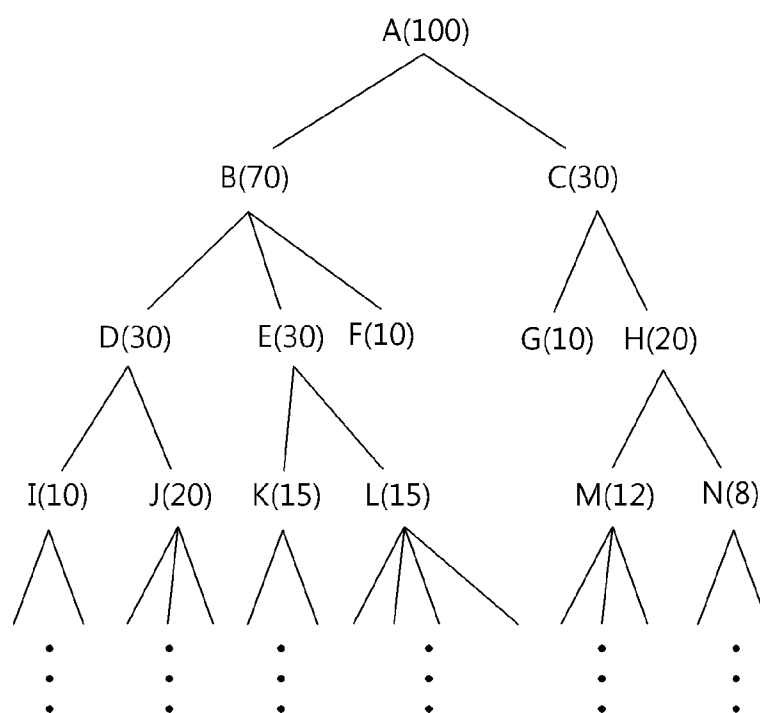 A(100)
B(70) C(30)
D(30) E(30) F(10) G(10) H(20)
I(10) J(20) K(15) L(15) M(12) N(8)